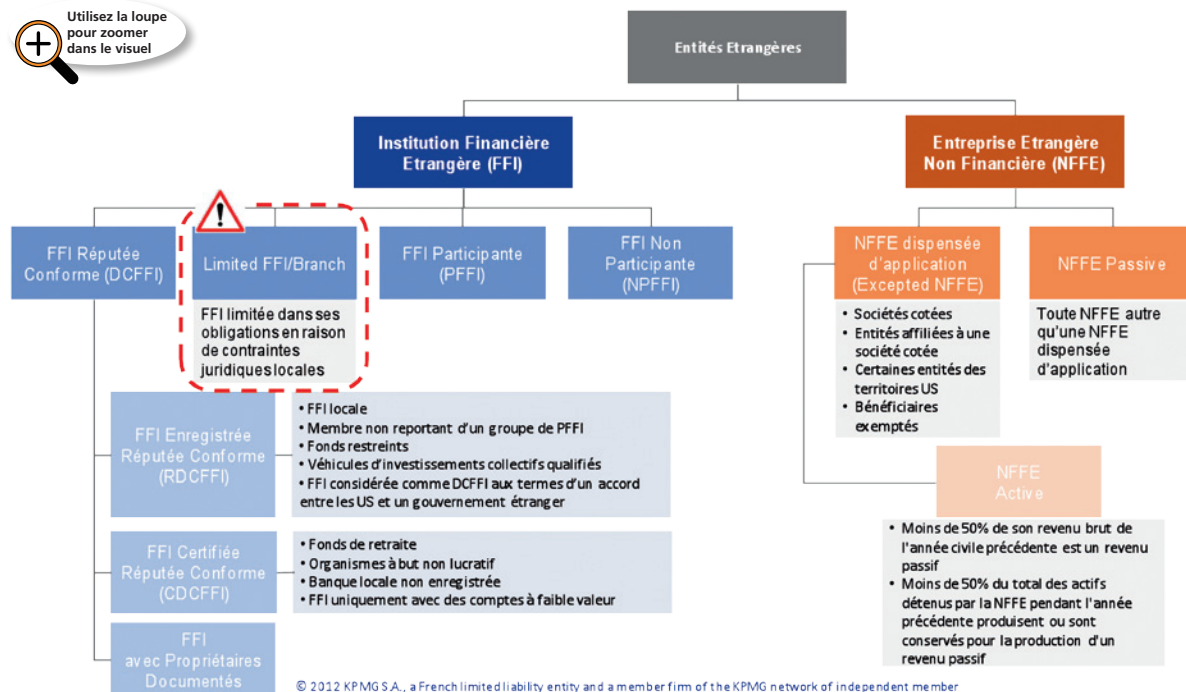 Utilisez la loupe
pour zoomer
dans le visuel
Entités Etrangères
Institution Financière
Etrangère (FFI)
Entreprise Etrangère
Non Financière (NFFE)
FFI Réputée
Conforme (DCFFI)
Limited FFI/Branch
FFI limitée dans ses
obligations en raison
de contraintes
juridiques locales
FFI Participante
(PFFI)
FFI Non
Participante
(NPFFI)
NFFE dispensée
d'application
(Excepted NFFE)
• Sociétés cotées
• Entités affiliées à une
société cotée
• Certaines entités des
territoires US
• Bénéficiaires
exemptés
NFFE Passive
Toute NFFE autre
qu'une NFFE
dispensée
d'application
FFI Enregistrée
Réputée Conforme
(RDCFFI)
• FFI locale
• Membre non reportant d'un groupe de PFFI
• Fonds restreints
• Véhicules d'investissements collectifs qualifiés
• FFI considérée comme DCFFI aux termes d'un accord
entre les US et un gouvernement étranger
NFFE
Active
• Moins de 50% de son revenu brut de
l'année civile précédente est un revenu
passif
• Moins de 50% du total des actifs
détenus par la NFFE pendant l'année
précédente produisent ou sont
conservés pour la production d'un
revenu passif
FFI Certifiée
Réputée Conforme
(CDCFFI)
• Fonds de retraite
• Organismes à but non lucratif
• Banque locale non enregistrée
• FFI uniquement avec des comptes à faible valeur
FFI
avec Propriétaires
Documentés
© 2012 KPMG S.A., a French limited liability entity and a member firm of the KPMG network of independent member